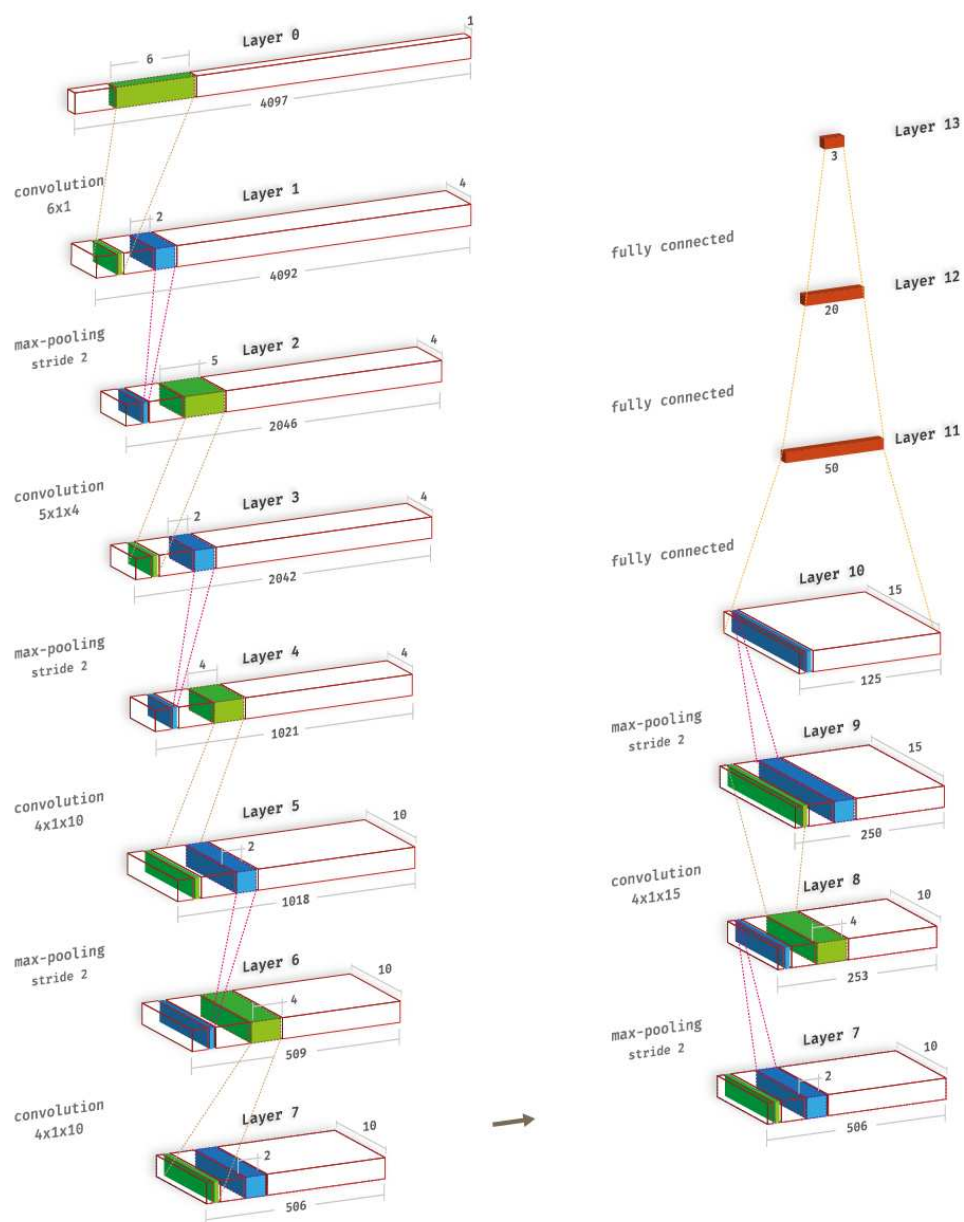 Layer 0
1
6
4097
convolution
6x1
Layer 1
4
2
4092
max-pooling
stride 2
Layer 2
4
5
2046
convolution
5x1x4
Layer 3
4
2
2042
max-pooling
stride 2
Layer 4
4
4
1021
convolution
4x1x10
Layer 5
10
2
1018
max-pooling
stride 2
Layer 6
10
4
509
convolution
4x1x10
Layer 7
10
2
506
Layer 13
3
fully connected
Layer 12
20
fully connected
Layer 11
50
fully connected
Layer 10
15
125
max-pooling
stride 2
Layer 9
15
250
convolution
4x1x15
Layer 8
10
4
253
max-pooling
stride 2
Layer 7
10
2
506